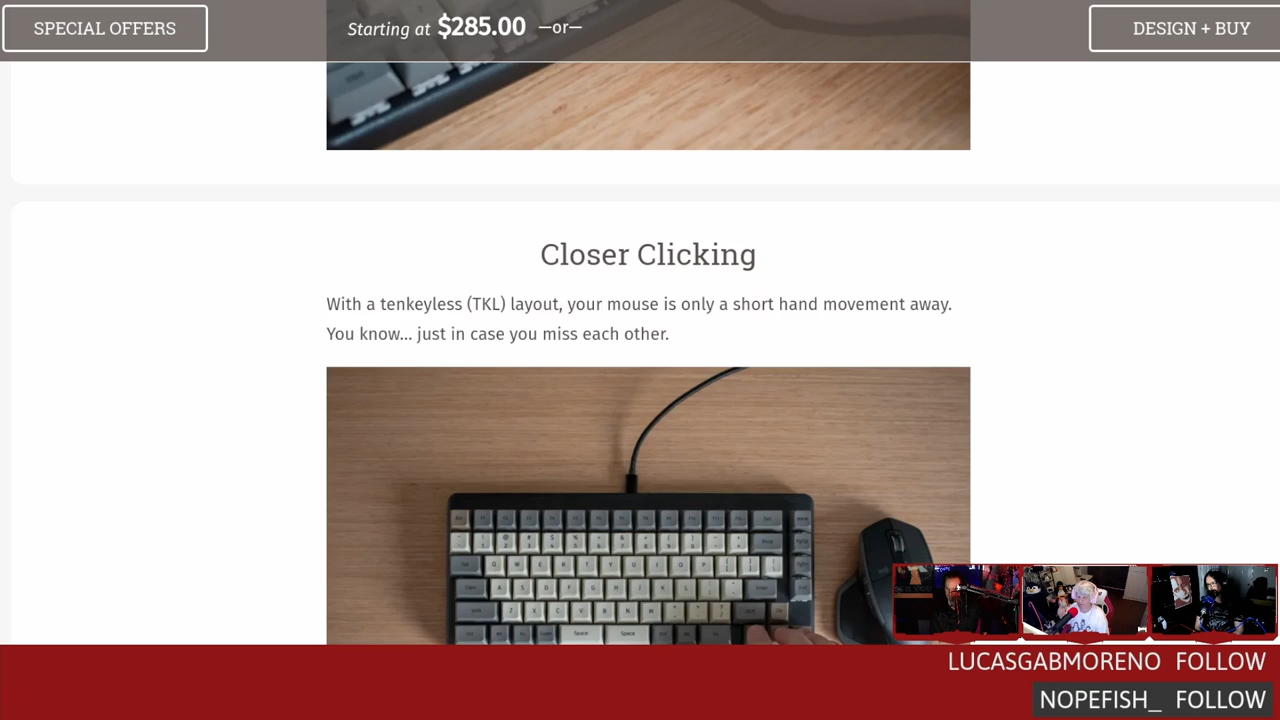 SPECIAL OFFERS
Starting at $285.00 —or—
DESIGN + BUY
Closer Clicking
With a tenkeyless (TKL) layout, your mouse is only a short hand movement away.
You know... just in case you miss each other.
LUCASGABMORENO FOLLOW
NOPEFISH_ FOLLOW